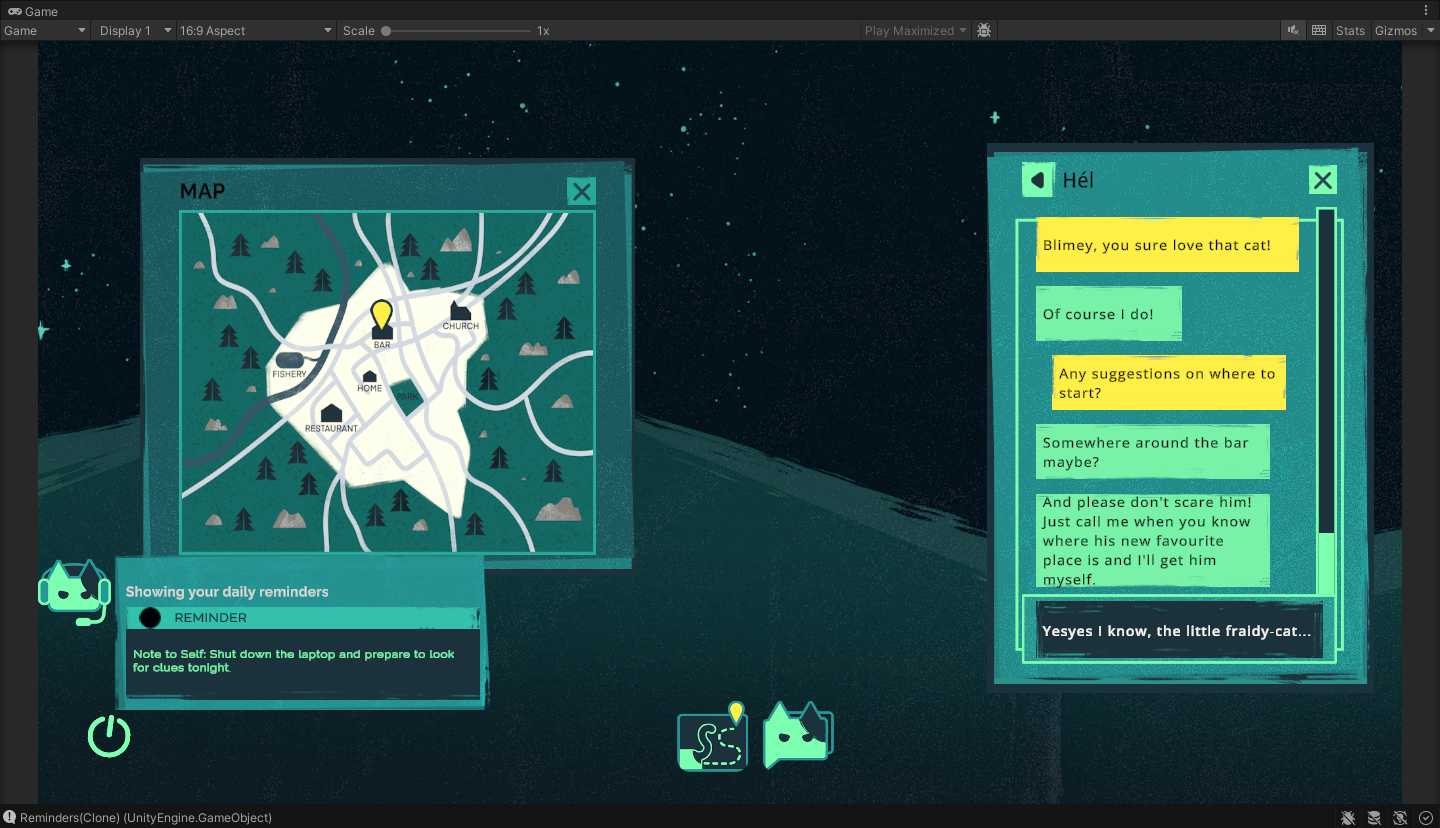 Game
Game
Display 1
16:9 Aspect
Scale
1x
Play Maximized
Stats
Gizmos
MAP
CHURCH
BAR
FISHERY
HOME
PARK
RESTAURANT
Hél
Blimey, you sure love that cat!
Of course I do!
Any suggestions on where to
start?
Somewhere around the bar
maybe?
And please don't scare him!
Just call me when you know
where his new favourite
place is and I'll get him
myself.
Yesyes I know, the little fraidy-cat...
Showing your daily reminders
REMINDER
Note to Self: Shut down the laptop and prepare to look
for clues tonight.
Reminders(Clone) (UnityEngine.GameObject)